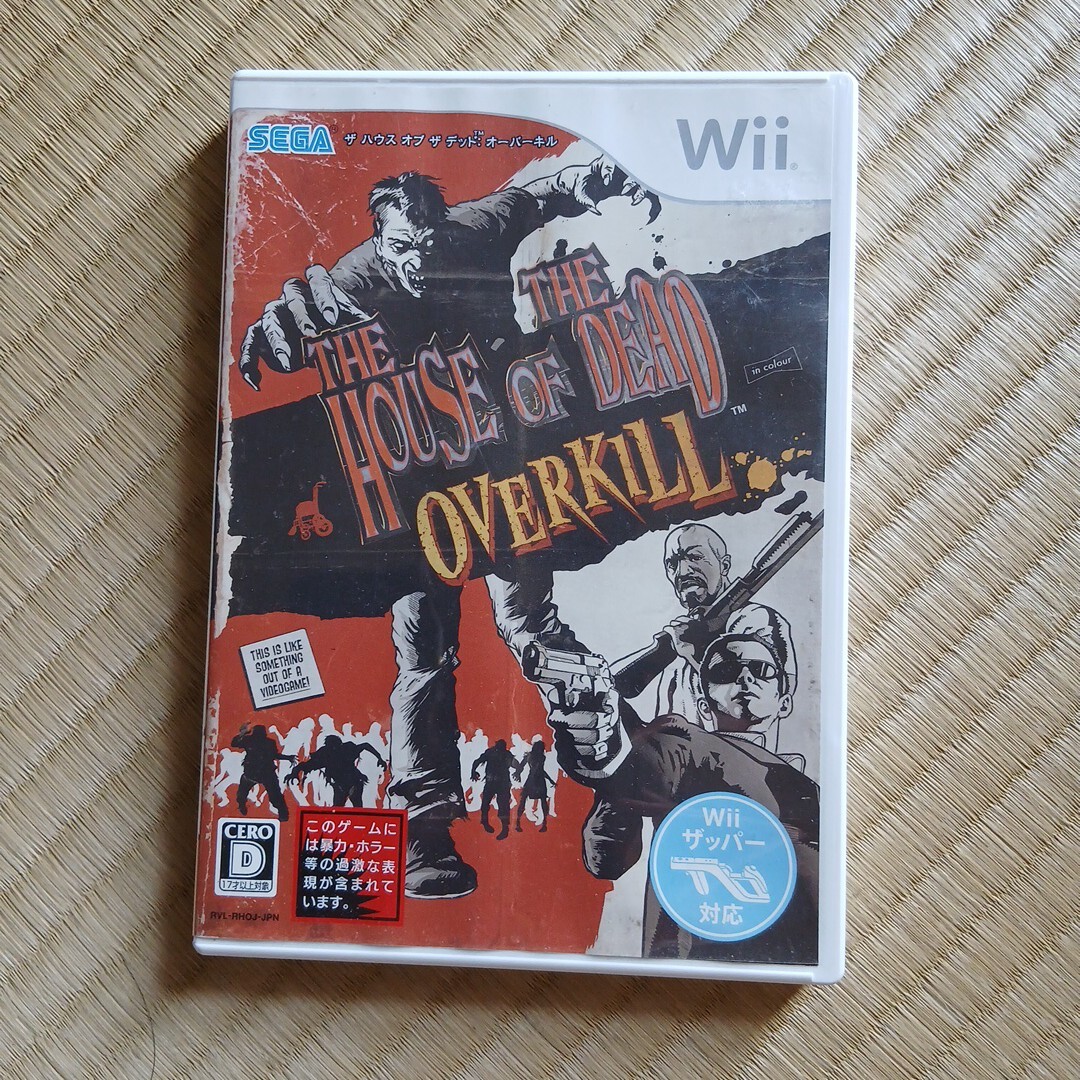 SEGA
ザ ハウス オブ ザ デッド™: オーバーキル
Wii
THE
HOUSE OF
THE
DEAD
in colour
OVERKILL™
THIS IS LIKE
SOMETHING
OUT OF A
VIDEOGAME!
CERO
D
17才以上対象
このゲームに
は暴力・ホラー
等の過激な表
現が含まれて
います。
RVL-RHOJ-JPN
Wii
ザッパー
対応